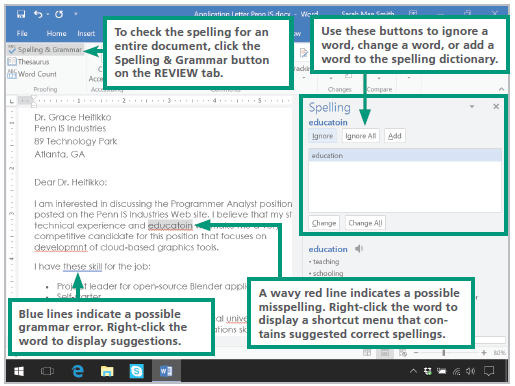 Application Letter Penn IS.docx - Word
Sarah Mae Smith
Spelling & Grammar
Thesaurus
Word Count
Proofing
To check the spelling for an
entire document, click the
Spelling & Grammar button
on the REVIEW tab.
Use these buttons to ignore a
word, change a word, or add a
word to the spelling dictionary.
Changes
Compare
Dr. Grace Heitikko
Penn IS Industries
89 Technology Park
Atlanta, GA
Dear Dr. Heitikko:
I am interested in discussing the Programmer Analyst position
posted on the Penn IS Industries Web site. I believe that my st
technical experience and educatoin
competitive candidate for this position that focuses on
developmnt of cloud-based graphics tools.
I have these skill for the job:
• Project leader for open-source Blender appli
• Self-
Spelling
educatoin
Ignore
Ignore All
Add
education
Change
Change All
education
• teaching
• schooling
Blue lines indicate a possible
grammar error. Right-click the
word to display suggestions.
A wavy red line indicates a possible
misspelling. Right-click the word to
display a shortcut menu that con-
tains suggested correct spellings.
80%